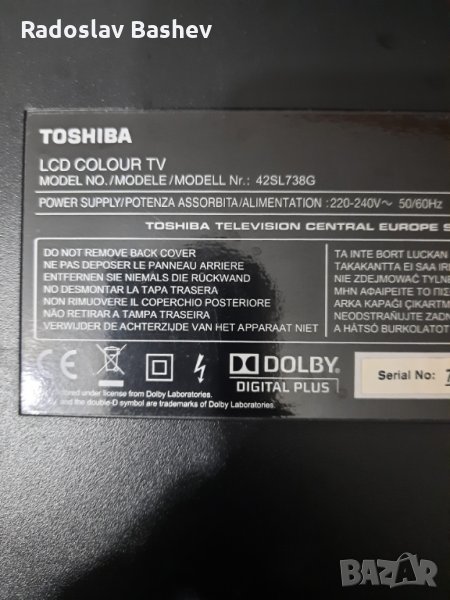 Radoslav Bashev
TOSHIBA
LCD COLOUR TV
MODEL NO./MODELE/MODELL Nr.: 42SL738G
POWER SUPPLY/POTENZA ASSORBITA/ALIMENTATION :220-240V~ 50/60Hz
TOSHIBA TELEVISION CENTRAL EUROPE S
DO NOT REMOVE BACK COVER
NE PAS DEPOSER LE PANNEAU ARRIERE
ENTFERNEN SIE NIEMALS DIE RÜCKWAND
NO DESMONTAR LA TAPA TRASERA
NON RIMUOVERE IL COPERCHIO POSTERIORE
NÃO RETIRAR A TAMPA TRASEIRA
VERWIJDER DE ACHTERZIJDE VAN HET APPARAAT NIET
TA INTE BORT LUCKAN
TAKAKANTTA EI SAA IR
NIE ZDEJMOWAĆ TYLNE
ΜΗΝ ΑΦΑΙΡΕΙΤΕ ΤΟ ΠΙΣ
ARKA KAPAĞI ÇIKARTM
NEODSTRAŇUJTE ZADN
A HÁTSÓ BURKOLATOT
CE
DOLBY
DIGITAL PLUS
Serial No: 7
under license from Dolby Laboratories.
and the double-D symbol are trademarks of Dolby Laboratories.
BAZAR